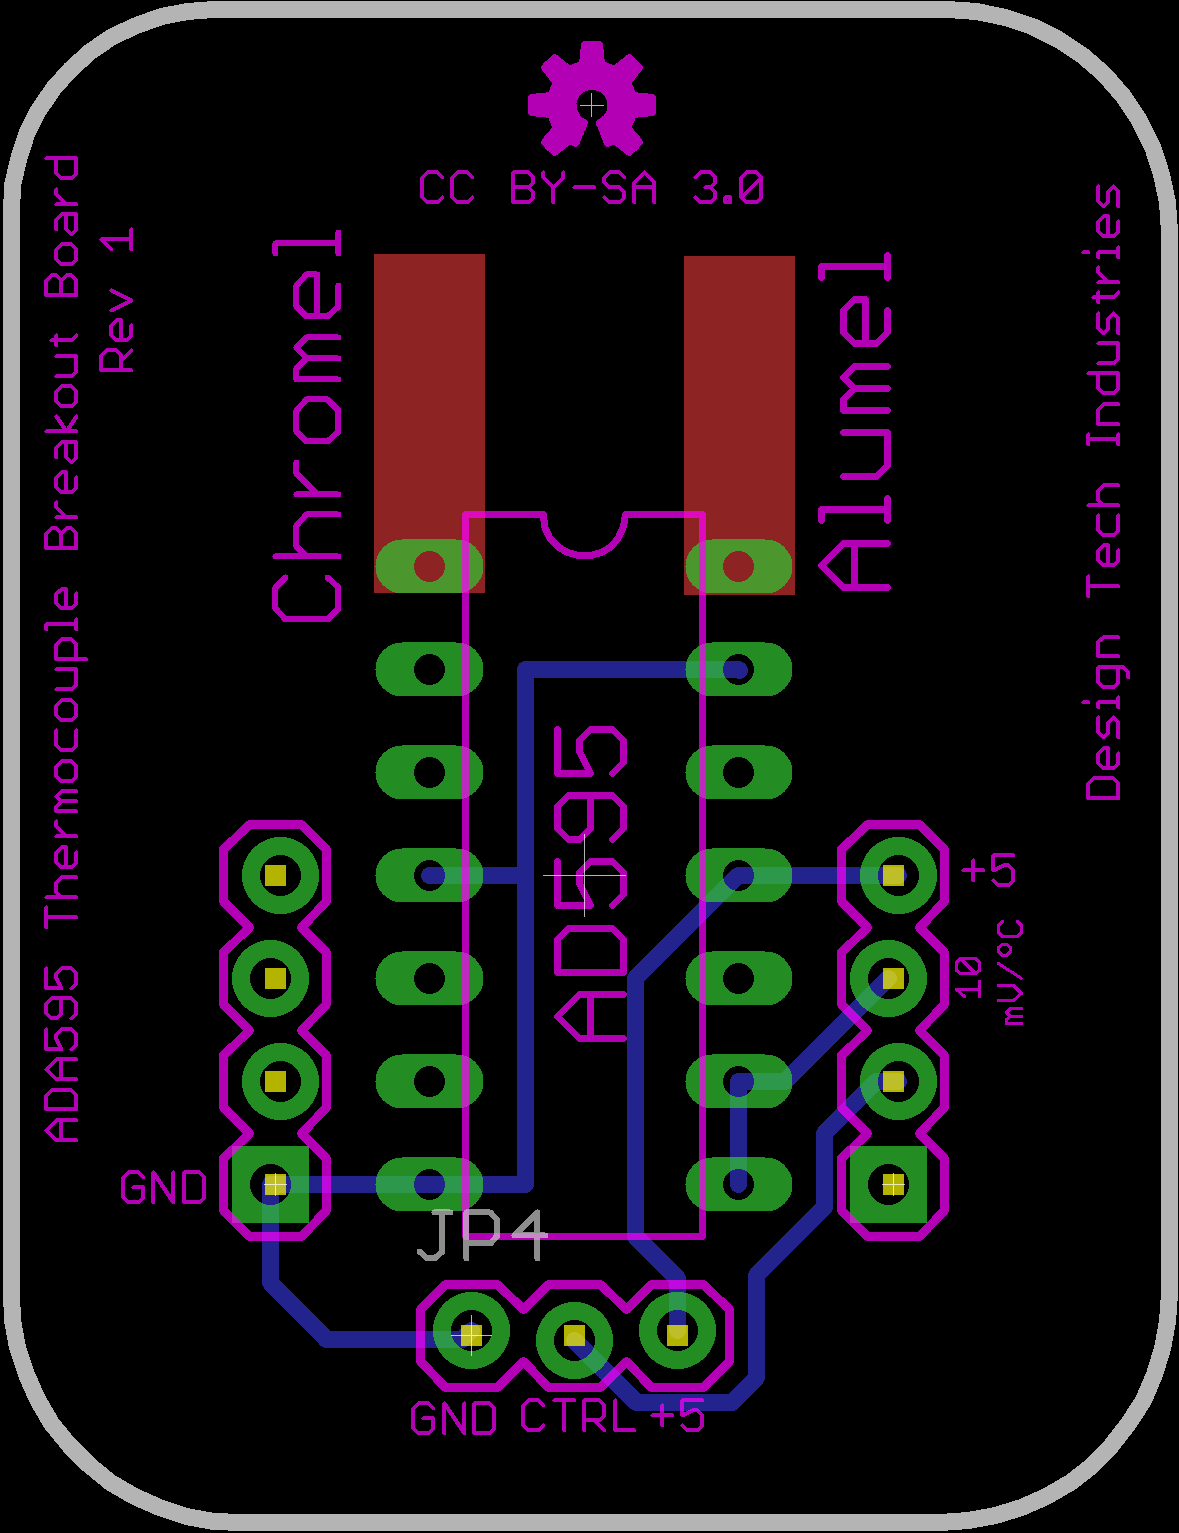 CC BY-SA 3.0
ADA595 Thermocouple Breakout Board
Rev 1
Chromel
Alumel
Design Tech Industries
AD595
+5
10
mV/°C
GND
JP4
GND CTRL +5